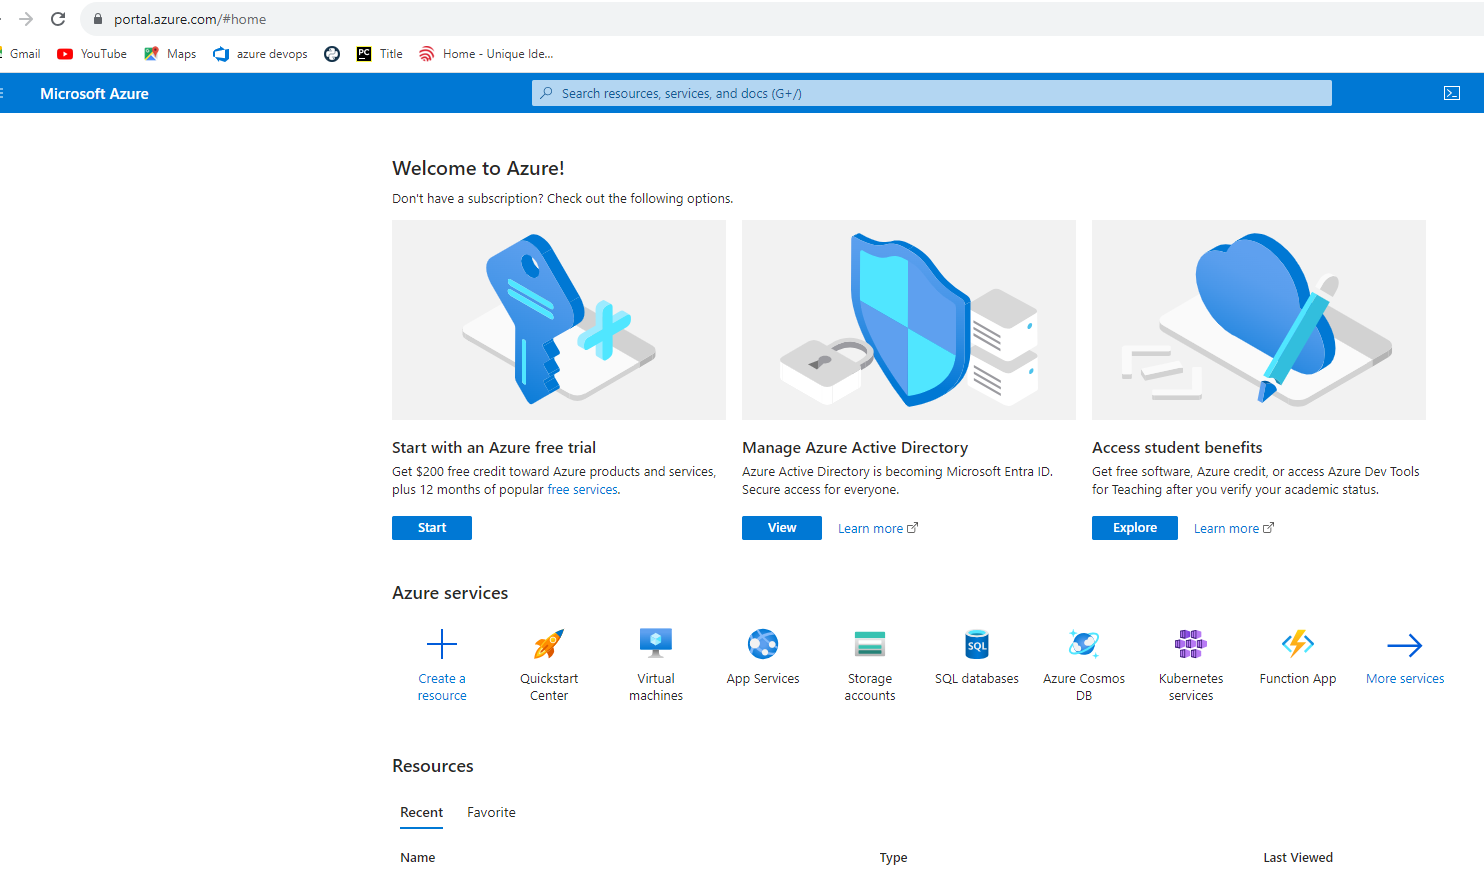 portal.azure.com/#home
Gmail YouTube Maps azure devops PC Title Home - Unique Ide...
Microsoft Azure
Search resources, services, and docs (G+/)
Welcome to Azure!
Don't have a subscription? Check out the following options.
Start with an Azure free trial
Get $200 free credit toward Azure products and services,
plus 12 months of popular free services.
Start
Manage Azure Active Directory
Azure Active Directory is becoming Microsoft Entra ID.
Secure access for everyone.
View Learn more
Access student benefits
Get free software, Azure credit, or access Azure Dev Tools
for Teaching after you verify your academic status.
Explore Learn more
Azure services
Create a
resource
Quickstart
Center
Virtual
machines
App Services
Storage
accounts
SQL
SQL databases
Azure Cosmos
DB
Kubernetes
services
Function App
More services
Resources
Recent Favorite
Name Type Last Viewed